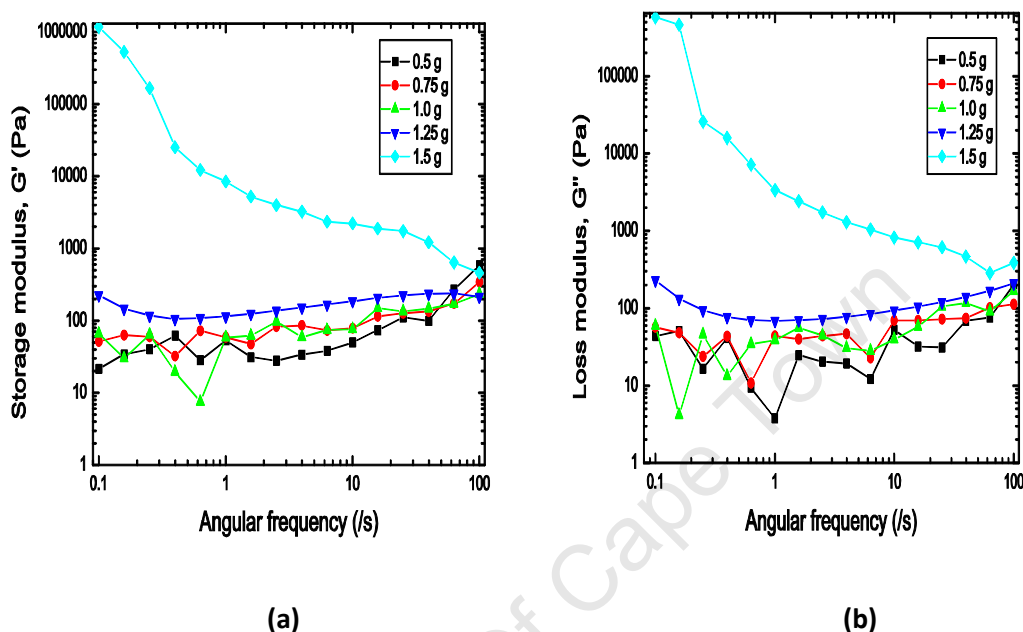 1000000
100000
10000
1000
100
10
1
0.1 1 10 100
Storage modulus, G' (Pa)
Angular frequency (/s)
0.5 g
0.75 g
1.0 g
1.25 g
1.5 g
(a)
100000
10000
1000
100
10
1
0.1 1 10 100
Loss modulus, G" (Pa)
Angular frequency (/s)
0.5 g
0.75 g
1.0 g
1.25 g
1.5 g
(b)
of Cape Town